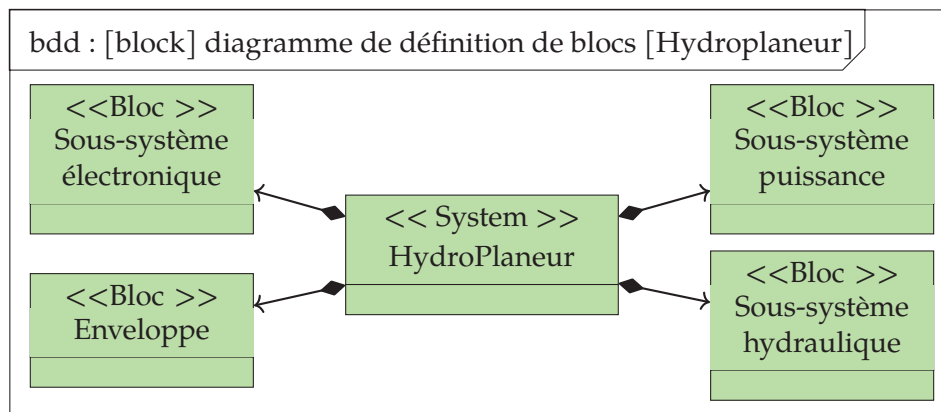 bdd : [block] diagramme de définition de blocs [Hydroplaneur]
<<Bloc >>
Sous-système
électronique
<<Bloc >>
Sous-système
puissance
<< System >>
HydroPlaneur
<<Bloc >>
Enveloppe
<<Bloc >>
Sous-système
hydraulique